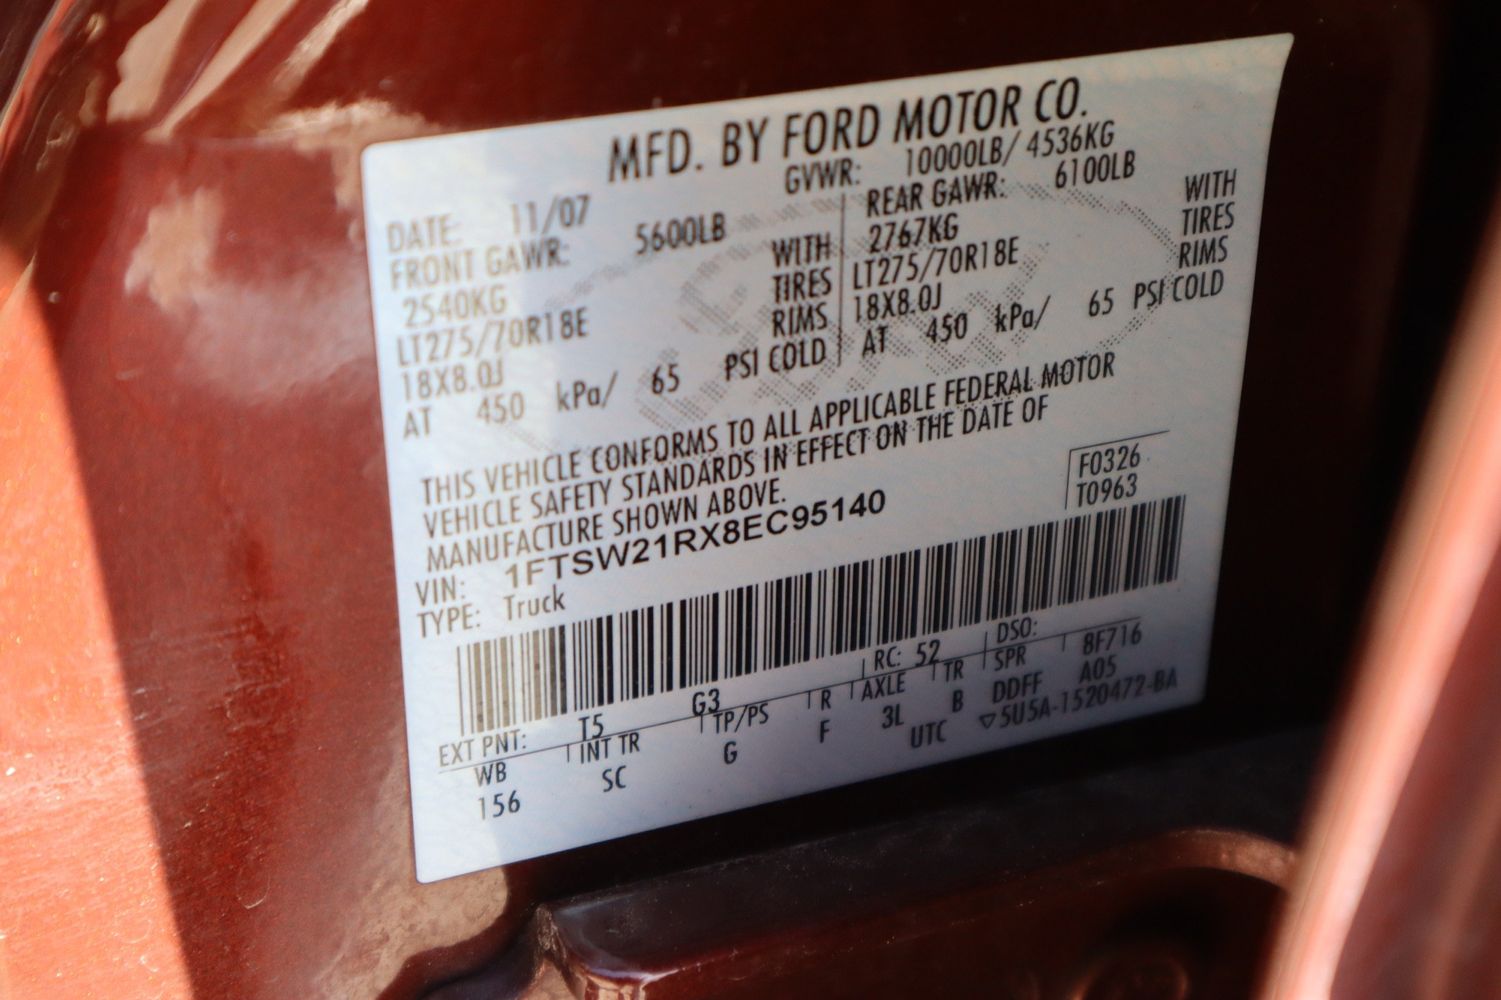 MFD. BY FORD MOTOR CO.
DATE: 11/07 GVWR: 10000LB/ 4536KG
FRONT GAWR: 5600LB
2540KG WITH
LT275/70R18E TIRES
18X8.0J RIMS
AT 450 kPa/ 65 PSI COLD
REAR GAWR: 6100LB
2767KG WITH
LT275/70R18E TIRES
18X8.0J RIMS
AT 450 kPa/ 65 PSI COLD
THIS VEHICLE CONFORMS TO ALL APPLICABLE FEDERAL MOTOR
VEHICLE SAFETY STANDARDS IN EFFECT ON THE DATE OF
MANUFACTURE SHOWN ABOVE.
VIN: 1FTSW21RX8EC95140
TYPE: Truck
F0326
T0963
EXT PNT: T5 G3 RC: 52 DSO: 8F716
WB INT TR TP/PS R AXLE TR SPR A05
156 SC G F 3L B DDFF
UTC ▽5U5A-1520472-BA